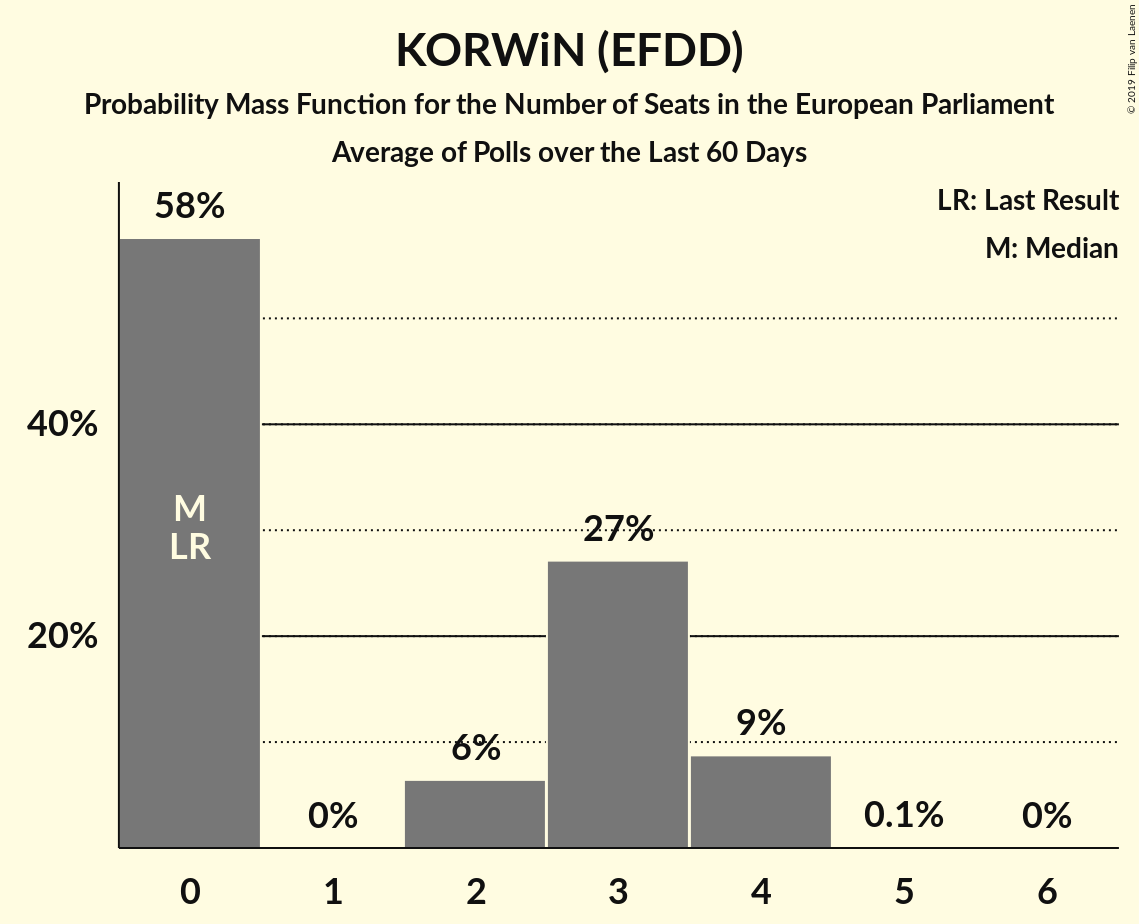 KORWiN (EFDD)
Probability Mass Function for the Number of Seats in the European Parliament
Average of Polls over the Last 60 Days
© 2019 Filip van Laenen
LR: Last Result
M: Median
58%
40%
M
LR
27%
20%
9%
6%
0%
0.1%
0%
0 1 2 3 4 5 6